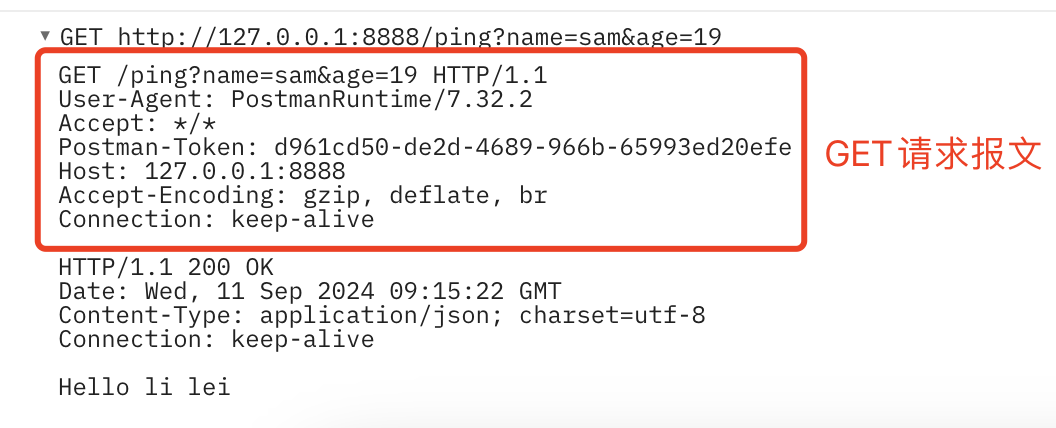 ▼ GET http://127.0.0.1:8888/ping?name=sam&age=19
GET /ping?name=sam&age=19 HTTP/1.1
User-Agent: PostmanRuntime/7.32.2
Accept: */*
Postman-Token: d961cd50-de2d-4689-966b-65993ed20efe
GET请求报文
Host: 127.0.0.1:8888
Accept-Encoding: gzip, deflate, br
Connection: keep-alive
HTTP/1.1 200 OK
Date: Wed, 11 Sep 2024 09:15:22 GMT
Content-Type: application/json; charset=utf-8
Connection: keep-alive
Hello li lei